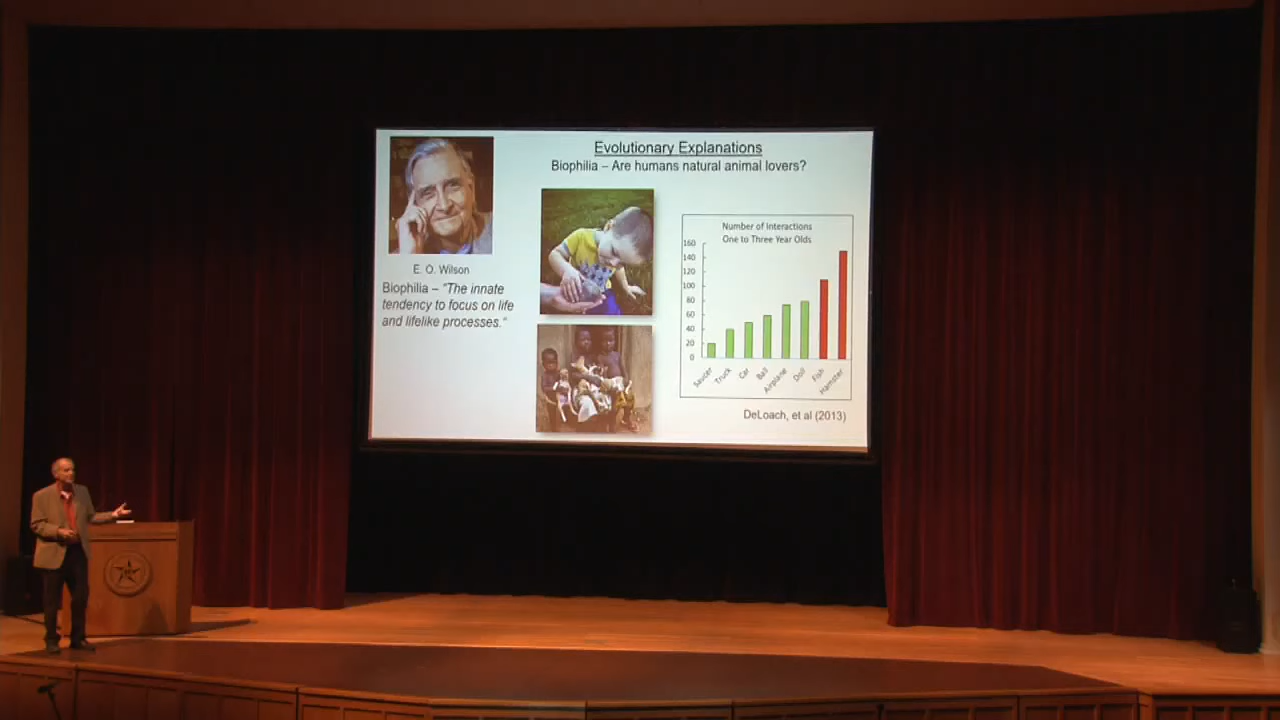 Evolutionary Explanations
Biophilia – Are humans natural animal lovers?
E. O. Wilson
Biophilia – "The innate
tendency to focus on life
and lifelike processes."
Number of Interactions
One to Three Year Olds
160
140
120
100
80
60
40
20
0
Saucer
Truck
Car
Ball
Airplane
Doll
Fish
Hamster
DeLoach, et al (2013)